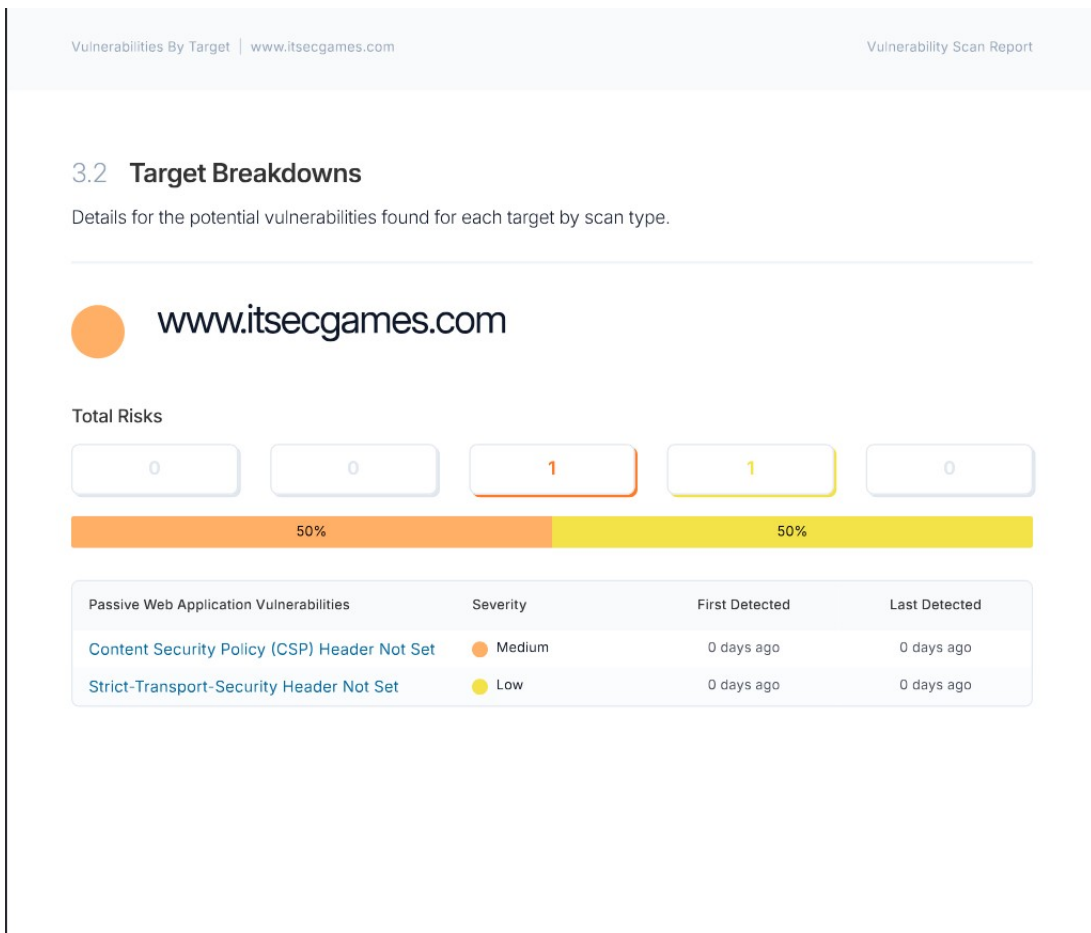 Vulnerabilities By Target | www.itsecgames.com Vulnerability Scan Report
3.2 Target Breakdowns
Details for the potential vulnerabilities found for each target by scan type.
www.itsecgames.com
Total Risks
0 0 1 1 0
50% 50%
Passive Web Application Vulnerabilities Severity First Detected Last Detected
Content Security Policy (CSP) Header Not Set Medium 0 days ago 0 days ago
Strict-Transport-Security Header Not Set Low 0 days ago 0 days ago